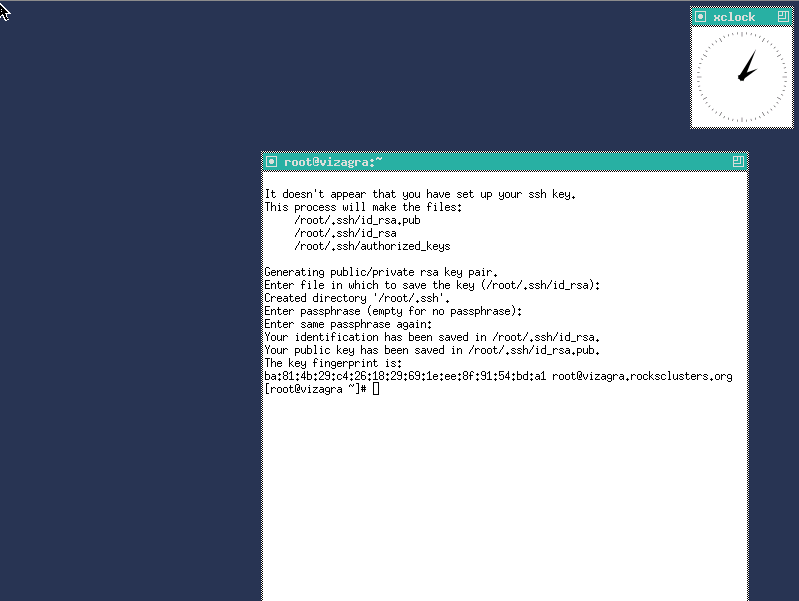 xclock
root@vizagra:~
It doesn't appear that you have set up your ssh key.
This process will make the files:
/root/.ssh/id_rsa.pub
/root/.ssh/id_rsa
/root/.ssh/authorized_keys
Generating public/private rsa key pair.
Enter file in which to save the key (/root/.ssh/id_rsa):
Created directory '/root/.ssh'.
Enter passphrase (empty for no passphrase):
Enter same passphrase again:
Your identification has been saved in /root/.ssh/id_rsa.
Your public key has been saved in /root/.ssh/id_rsa.pub.
The key fingerprint is:
ba:81:4b:29:c4:26:18:29:69:1e:ee:8f:91:54:bd:a1 root@vizagra.rocksclusters.org
[root@vizagra ~]#